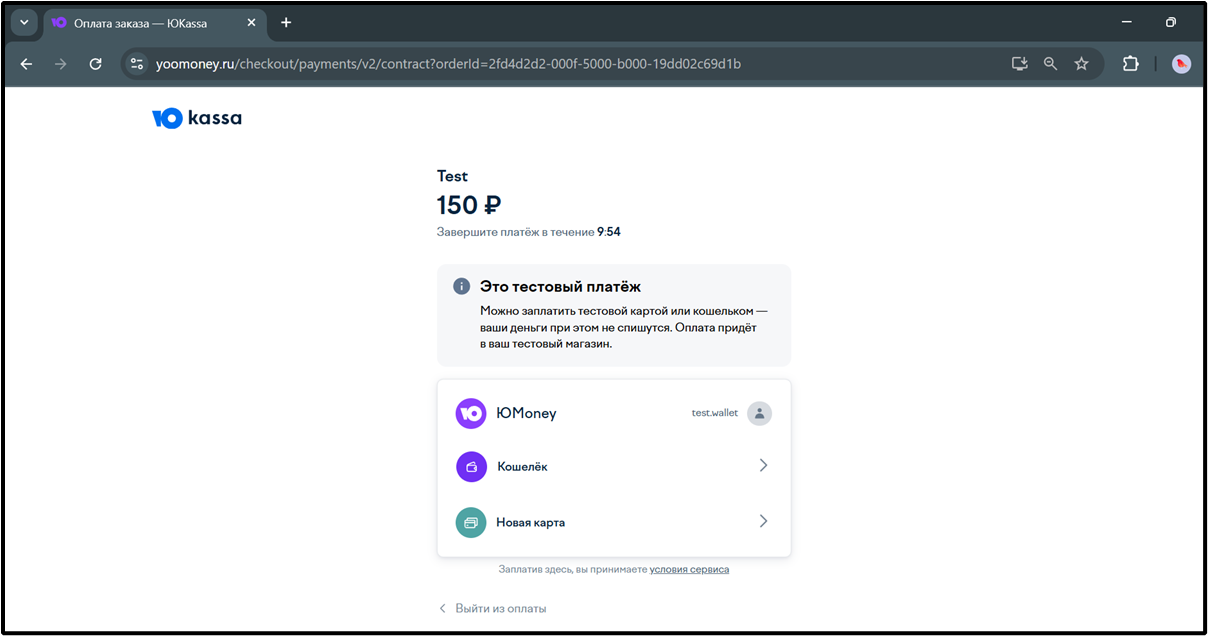 Оплата заказа — ЮKassa
yoomoney.ru/checkout/payments/v2/contract?orderId=2fd4d2d2-000f-5000-b000-19dd02c69d1b
Ю kassa
Test
150 ₽
Завершите платёж в течение 9:54
Это тестовый платёж
Можно заплатить тестовой картой или кошельком —
ваши деньги при этом не спишутся. Оплата придёт
в ваш тестовый магазин.
ЮMoney test.wallet
Кошелёк
Новая карта
Заплатив здесь, вы принимаете условия сервиса
Выйти из оплаты